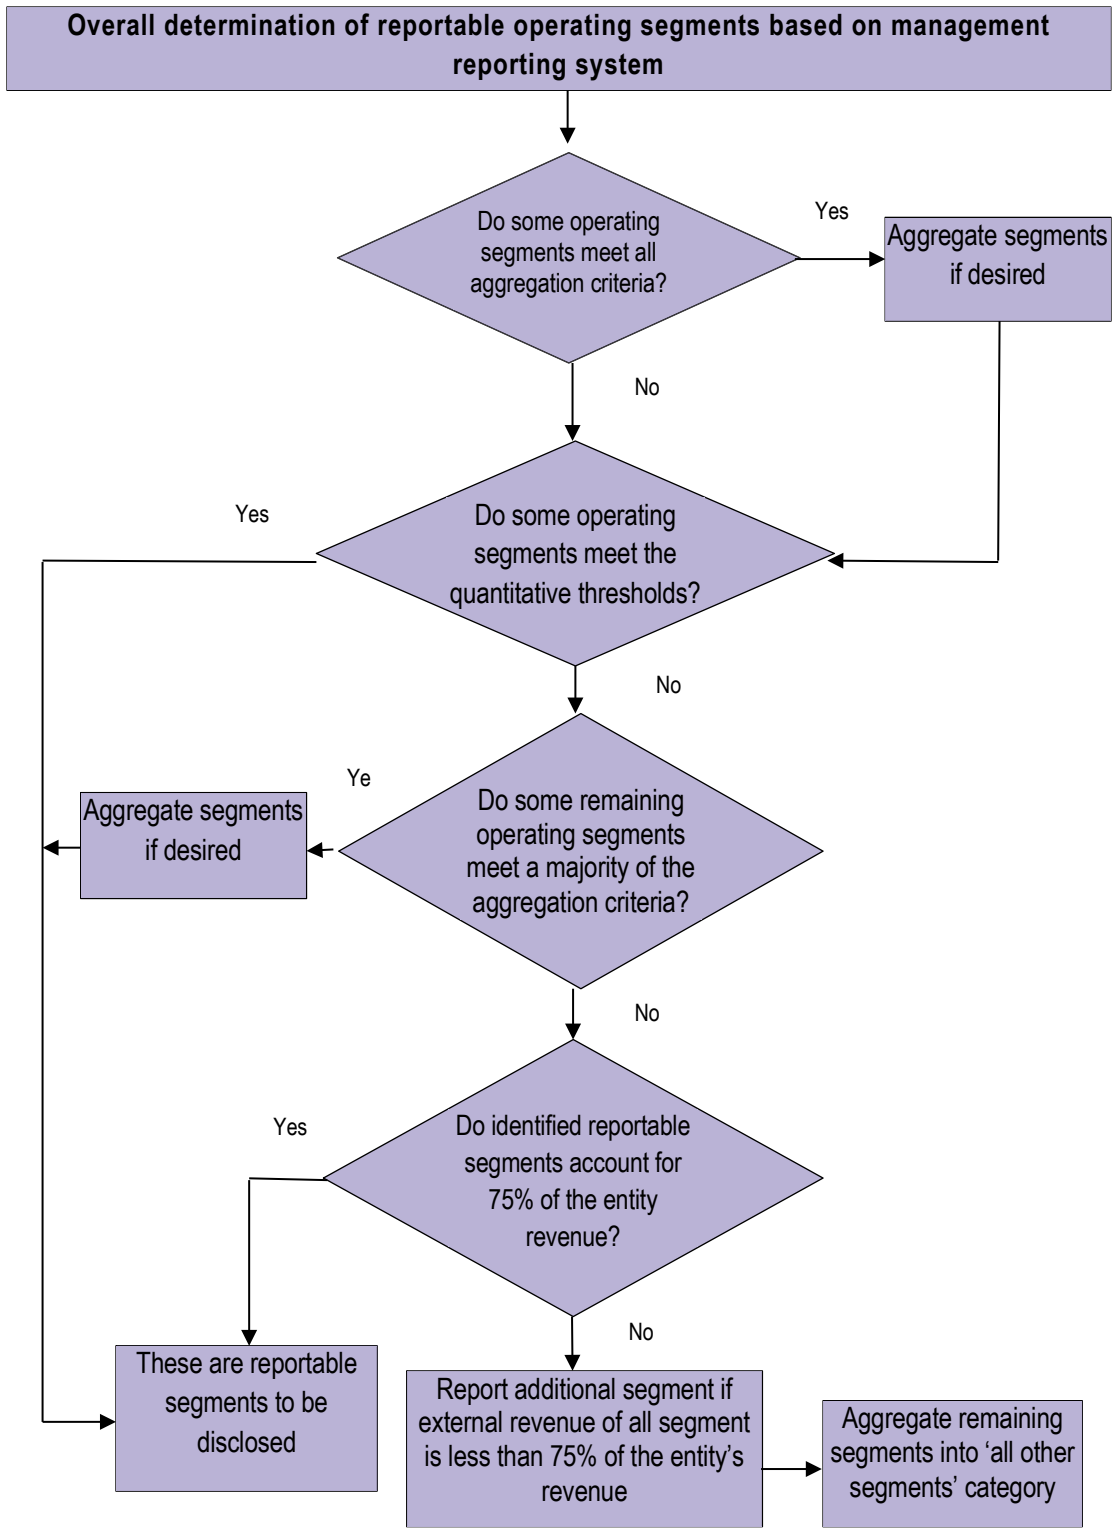 Overall determination of reportable operating segments based on management
reporting system
Do some operating
segments meet all
aggregation criteria?
Yes
Aggregate segments
if desired
No
Do some operating
segments meet the
quantitative thresholds?
Yes
No
Do some remaining
operating segments
meet a majority of the
aggregation criteria?
Ye
Aggregate segments
if desired
No
Do identified reportable
segments account for
75% of the entity
revenue?
Yes
No
These are reportable
segments to be
disclosed
Report additional segment if
external revenue of all segment
is less than 75% of the entity's
revenue
Aggregate remaining
segments into ‘all other
segments’ category